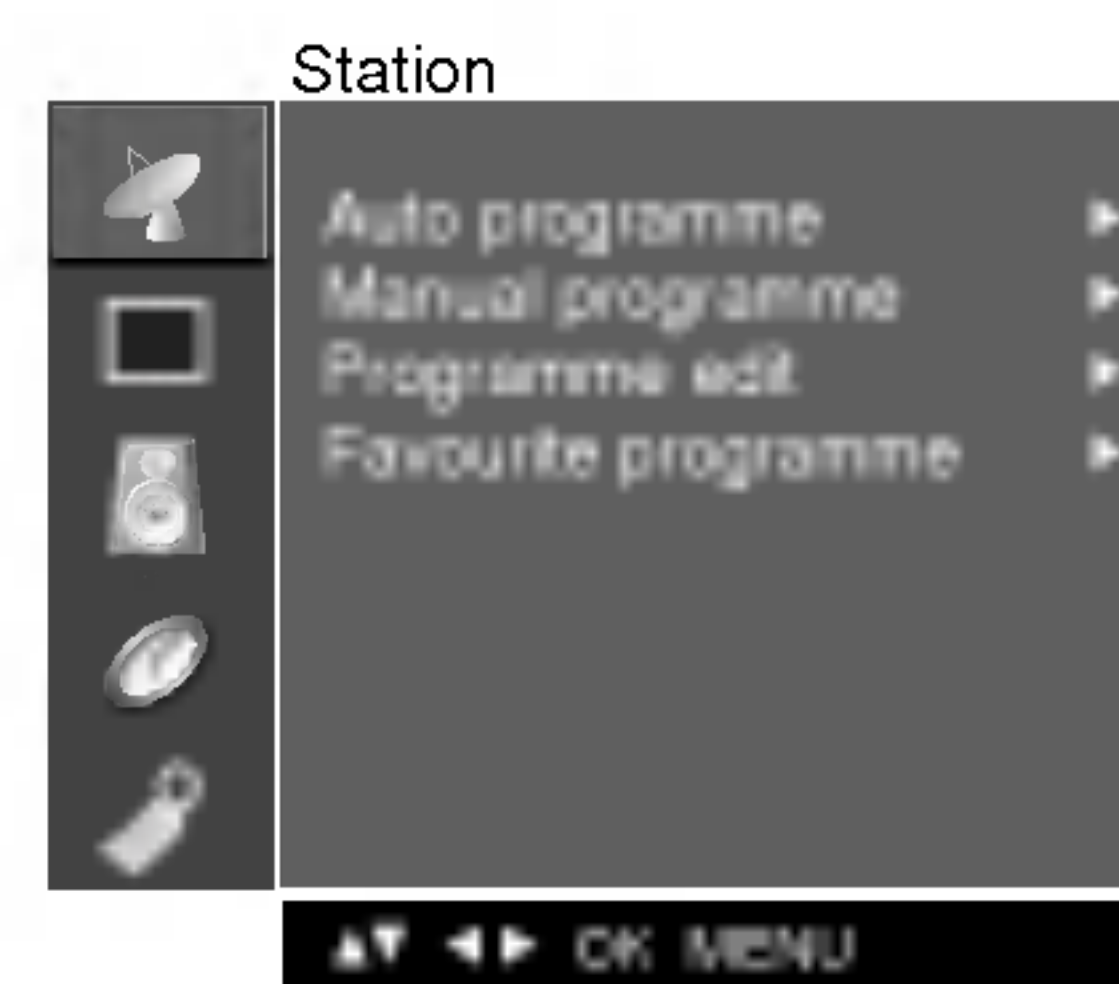 Station
Auto programme ►
Manual programme ►
Programme edit ►
Favourite programme ►
▲▼ ◄► OK MENU